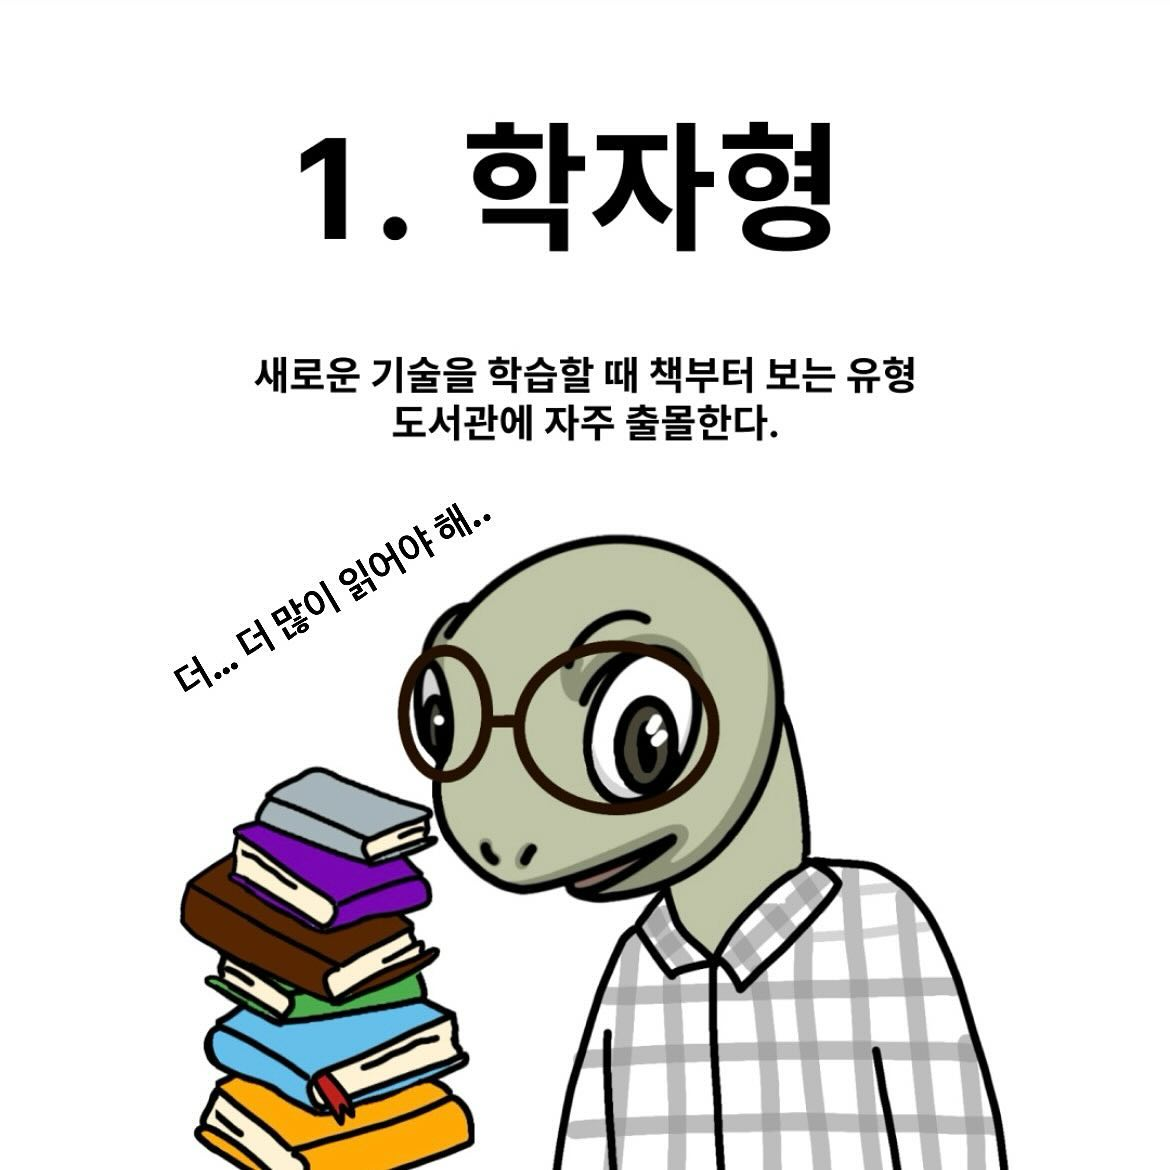 1. 학자형
새로운 기술을 학습할 때 책부터 보는 유형
도서관에 자주 출몰한다.
더... 더 많이 읽어야 해..